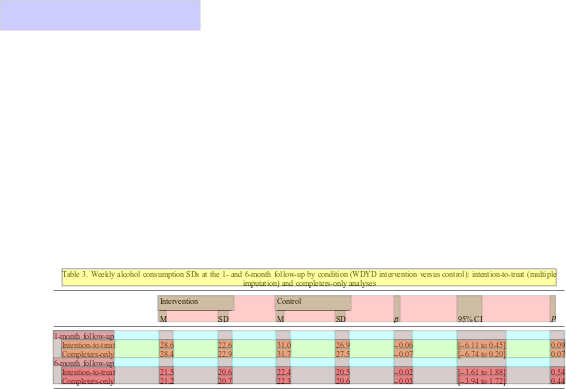 Table 3. Weekly alcohol consumption SDs at the 1- and 6-month follow-up by condition (WDYD intervention versus control): intention-to-treat (multiple
imputation) and completers-only analyses
Intervention Control
M SD M SD p 95% CI P
1-month follow-up
Intention-to-treat 28.6 22.6 31.0 26.9 −0.06 [−6.11 to 0.45] 0.09
Completers-only 28.4 22.9 31.7 27.5 −0.07 [−6.74 to 0.20] 0.07
6-month follow-up
Intention-to-treat 21.5 20.6 22.4 20.5 −0.02 [−3.61 to 1.88] 0.54
Completers-only 21.2 20.7 22.3 20.6 −0.03 [−3.94 to 1.72] 0.44